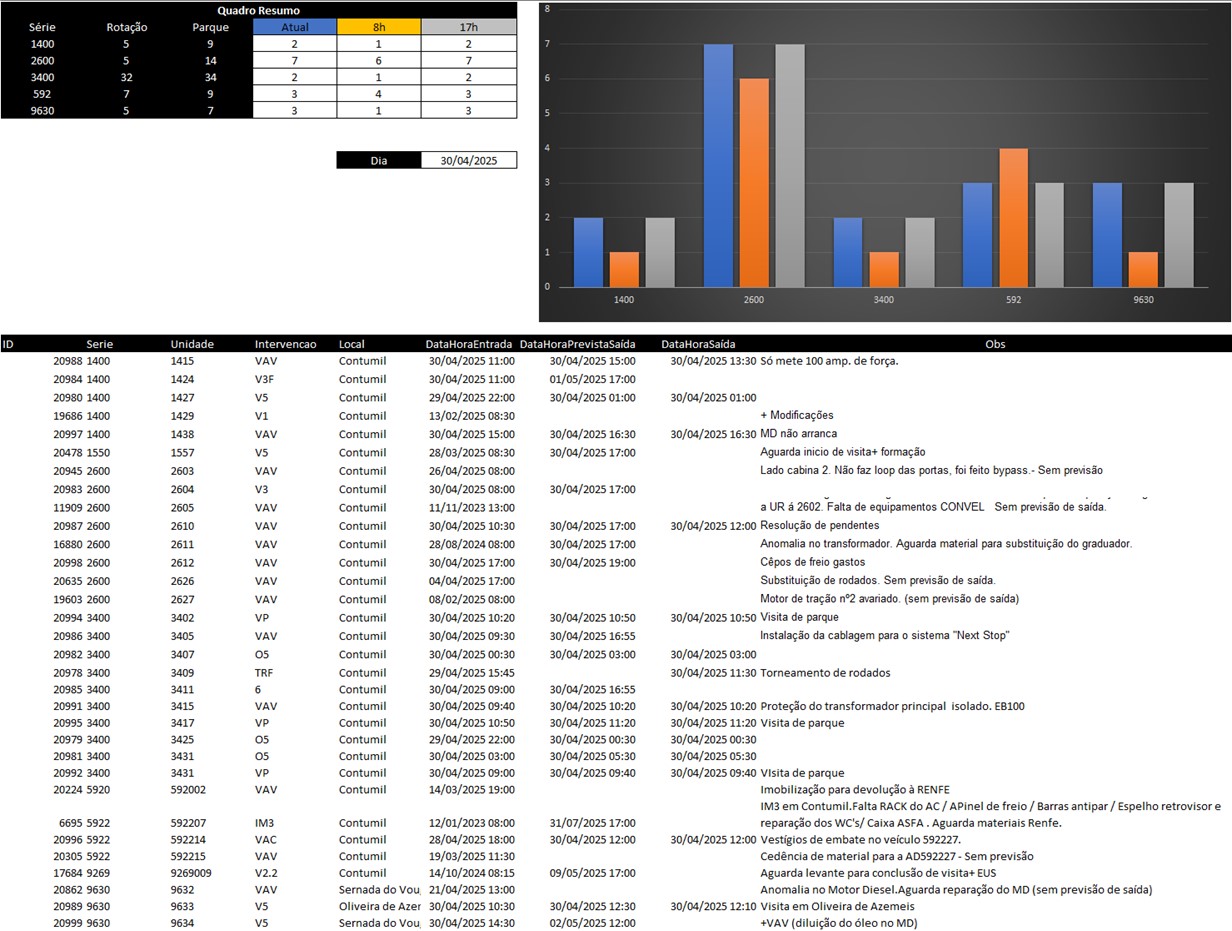 Quadro Resumo
Série Rotação Parque Atual 8h 17h
1400 5 9 2 1 2
2600 5 14 7 6 7
3400 32 34 2 1 2
592 7 9 3 4 3
9630 5 7 3 1 3
Dia 30/04/2025
8
7
6
5
4
3
2
1
0
1400 2600 3400 592 9630
ID Serie Unidade Intervencao Local DataHoraEntrada DataHoraPrevistaSaída DataHoraSaída Obs
20988 1400 1415 VAV Contumil 30/04/2025 11:00 30/04/2025 15:00 30/04/2025 13:30 Só mete 100 amp. de força.
20984 1400 1424 V3F Contumil 30/04/2025 11:00 01/05/2025 17:00
20980 1400 1427 V5 Contumil 29/04/2025 22:00 30/04/2025 01:00 30/04/2025 01:00
19686 1400 1429 V1 Contumil 13/02/2025 08:30 + Modificações
20997 1400 1438 VAV Contumil 30/04/2025 15:00 30/04/2025 16:30 30/04/2025 16:30 MD não arranca
20478 1550 1557 V5 Contumil 28/03/2025 08:30 30/04/2025 17:00 Aguarda inicio de visita+ formação
20945 2600 2603 VAV Contumil 26/04/2025 08:00 Lado cabina 2. Não faz loop das portas, foi feito bypass.- Sem previsão
20983 2600 2604 V3 Contumil 30/04/2025 08:00 30/04/2025 17:00
11909 2600 2605 VAV Contumil 11/11/2023 13:00 a UR á 2602. Falta de equipamentos CONVEL Sem previsão de saída.
20987 2600 2610 VAV Contumil 30/04/2025 10:30 30/04/2025 17:00 30/04/2025 12:00 Resolução de pendentes
16880 2600 2611 VAV Contumil 28/08/2024 08:00 30/04/2025 17:00 Anomalia no transformador. Aguarda material para substituição do graduador.
20998 2600 2612 VAV Contumil 30/04/2025 17:00 30/04/2025 19:00 Cêpos de freio gastos
20635 2600 2626 VAV Contumil 04/04/2025 17:00 Substituição de rodados. Sem previsão de saída.
19603 2600 2627 VAV Contumil 08/02/2025 08:00 Motor de tração nº2 avariado. (sem previsão de saída)
20994 3400 3402 VP Contumil 30/04/2025 10:20 30/04/2025 10:50 30/04/2025 10:50 Visita de parque
20986 3400 3405 VAV Contumil 30/04/2025 09:30 30/04/2025 16:55 Instalação da cablagem para o sistema "Next Stop"
20982 3400 3407 O5 Contumil 30/04/2025 00:30 30/04/2025 03:00 30/04/2025 03:00
20978 3400 3409 TRF Contumil 29/04/2025 15:45 30/04/2025 11:30 Torneamento de rodados
20985 3400 3411 6 Contumil 30/04/2025 09:00 30/04/2025 16:55
20991 3400 3415 VAV Contumil 30/04/2025 09:40 30/04/2025 10:20 30/04/2025 10:20 Proteção do transformador principal isolado. EB100
20995 3400 3417 VP Contumil 30/04/2025 10:50 30/04/2025 11:20 30/04/2025 11:20 Visita de parque
20979 3400 3425 O5 Contumil 29/04/2025 22:00 30/04/2025 00:30 30/04/2025 00:30
20981 3400 3431 O5 Contumil 30/04/2025 03:00 30/04/2025 05:30 30/04/2025 05:30
20992 3400 3431 VP Contumil 30/04/2025 09:00 30/04/2025 09:40 30/04/2025 09:40 VIsita de parque
20224 5920 592002 VAV Contumil 14/03/2025 19:00 Imobilização para devolução à RENFE
IM3 em Contumil.Falta RACK do AC / APinel de freio / Barras antipar / Espelho retrovisor e
6695 5922 592207 IM3 Contumil 12/01/2023 08:00 31/07/2025 17:00 reparação dos WC's/ Caixa ASFA . Aguarda materiais Renfe.
20996 5922 592214 VAC Contumil 28/04/2025 18:00 30/04/2025 12:00 30/04/2025 12:00 Vestígios de embate no veículo 592227.
20305 5922 592215 VAV Contumil 19/03/2025 11:30 Cedência de material para a AD592227 - Sem previsão
17684 9269 9269009 V2.2 Contumil 14/10/2024 08:15 09/05/2025 17:00 Aguarda levante para conclusão de visita+ EUS
20862 9630 9632 VAV Sernada do Vou 21/04/2025 13:00 Anomalia no Motor Diesel.Aguarda reparação do MD (sem previsão de saída)
20989 9630 9633 V5 Oliveira de Azer 30/04/2025 10:30 30/04/2025 12:30 30/04/2025 12:10 Visita em Oliveira de Azemeis
20999 9630 9634 V5 Sernada do Vou 30/04/2025 14:30 02/05/2025 12:00 +VAV (diluição do óleo no MD)